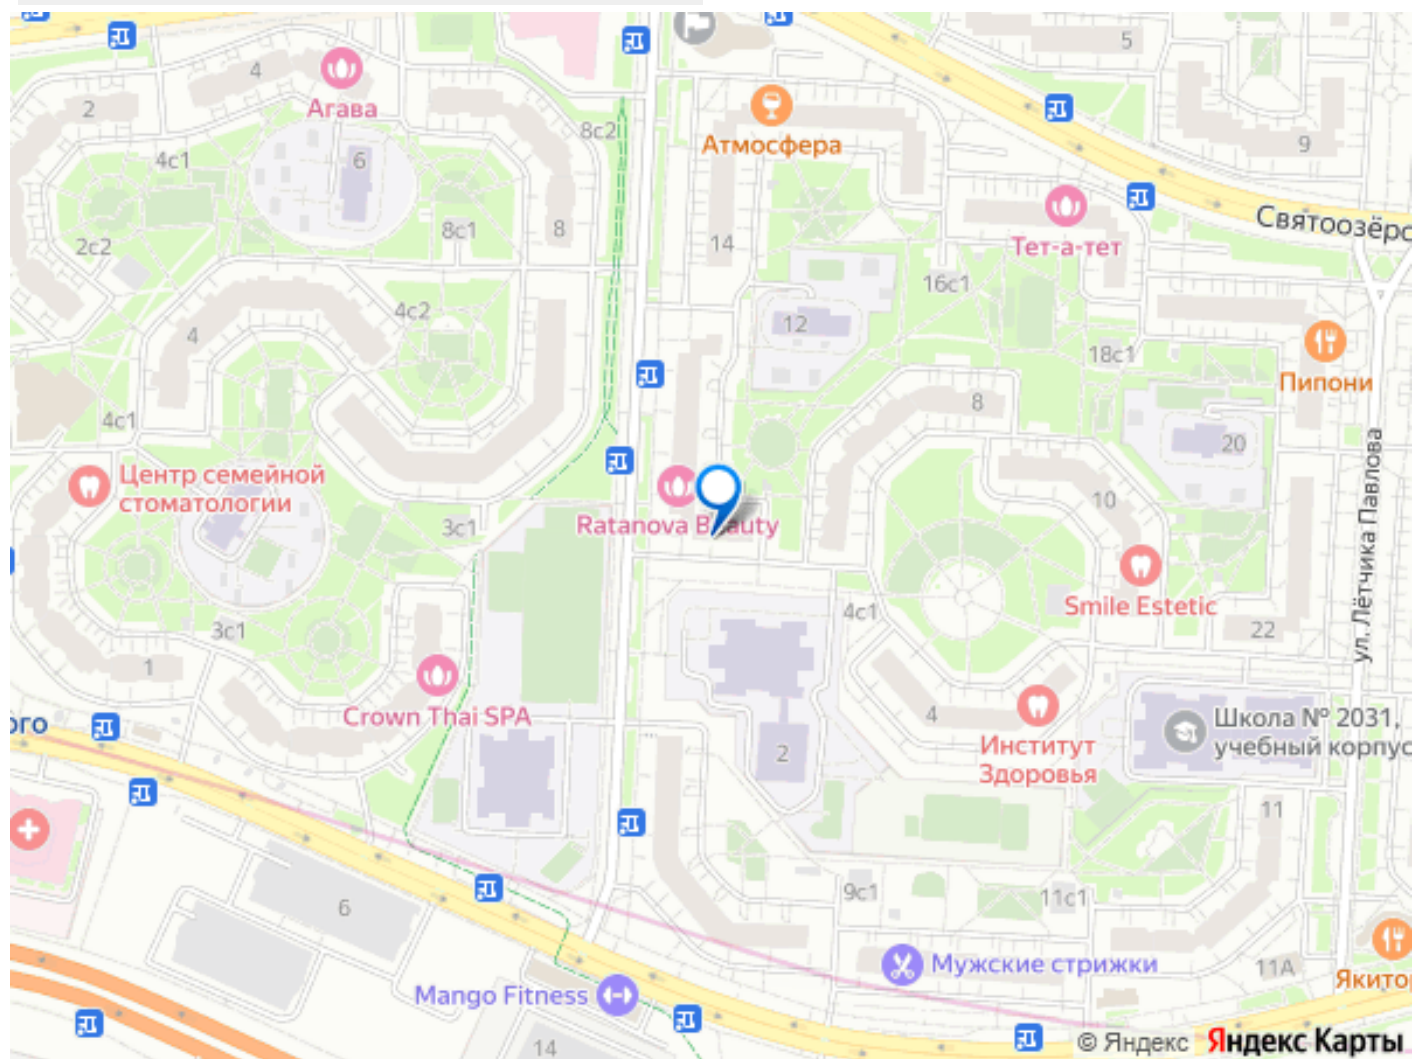 5
4
Агава
2
8с2
9
Атмосфера
4с1
6
8с1
8
14
2с2
Тет-а-тет
Святоозёрс
16с1
4с2
12
4
18с1
Пипони
8
4с1
20
Центр семейной
стоматологии
10
3с1
Ratanova Beauty
ул. Лётчика Павлова
Smile Estetic
4с1
3с1
22
1
Crown Thai SPA
4
ого
Школа № 2031,
учебный корпус
Институт
Здоровья
2
11
9с1
11с1
6
Мужские стрижки
11А
Якитор
Mango Fitness
14
© Яндекс Яндекс Карты